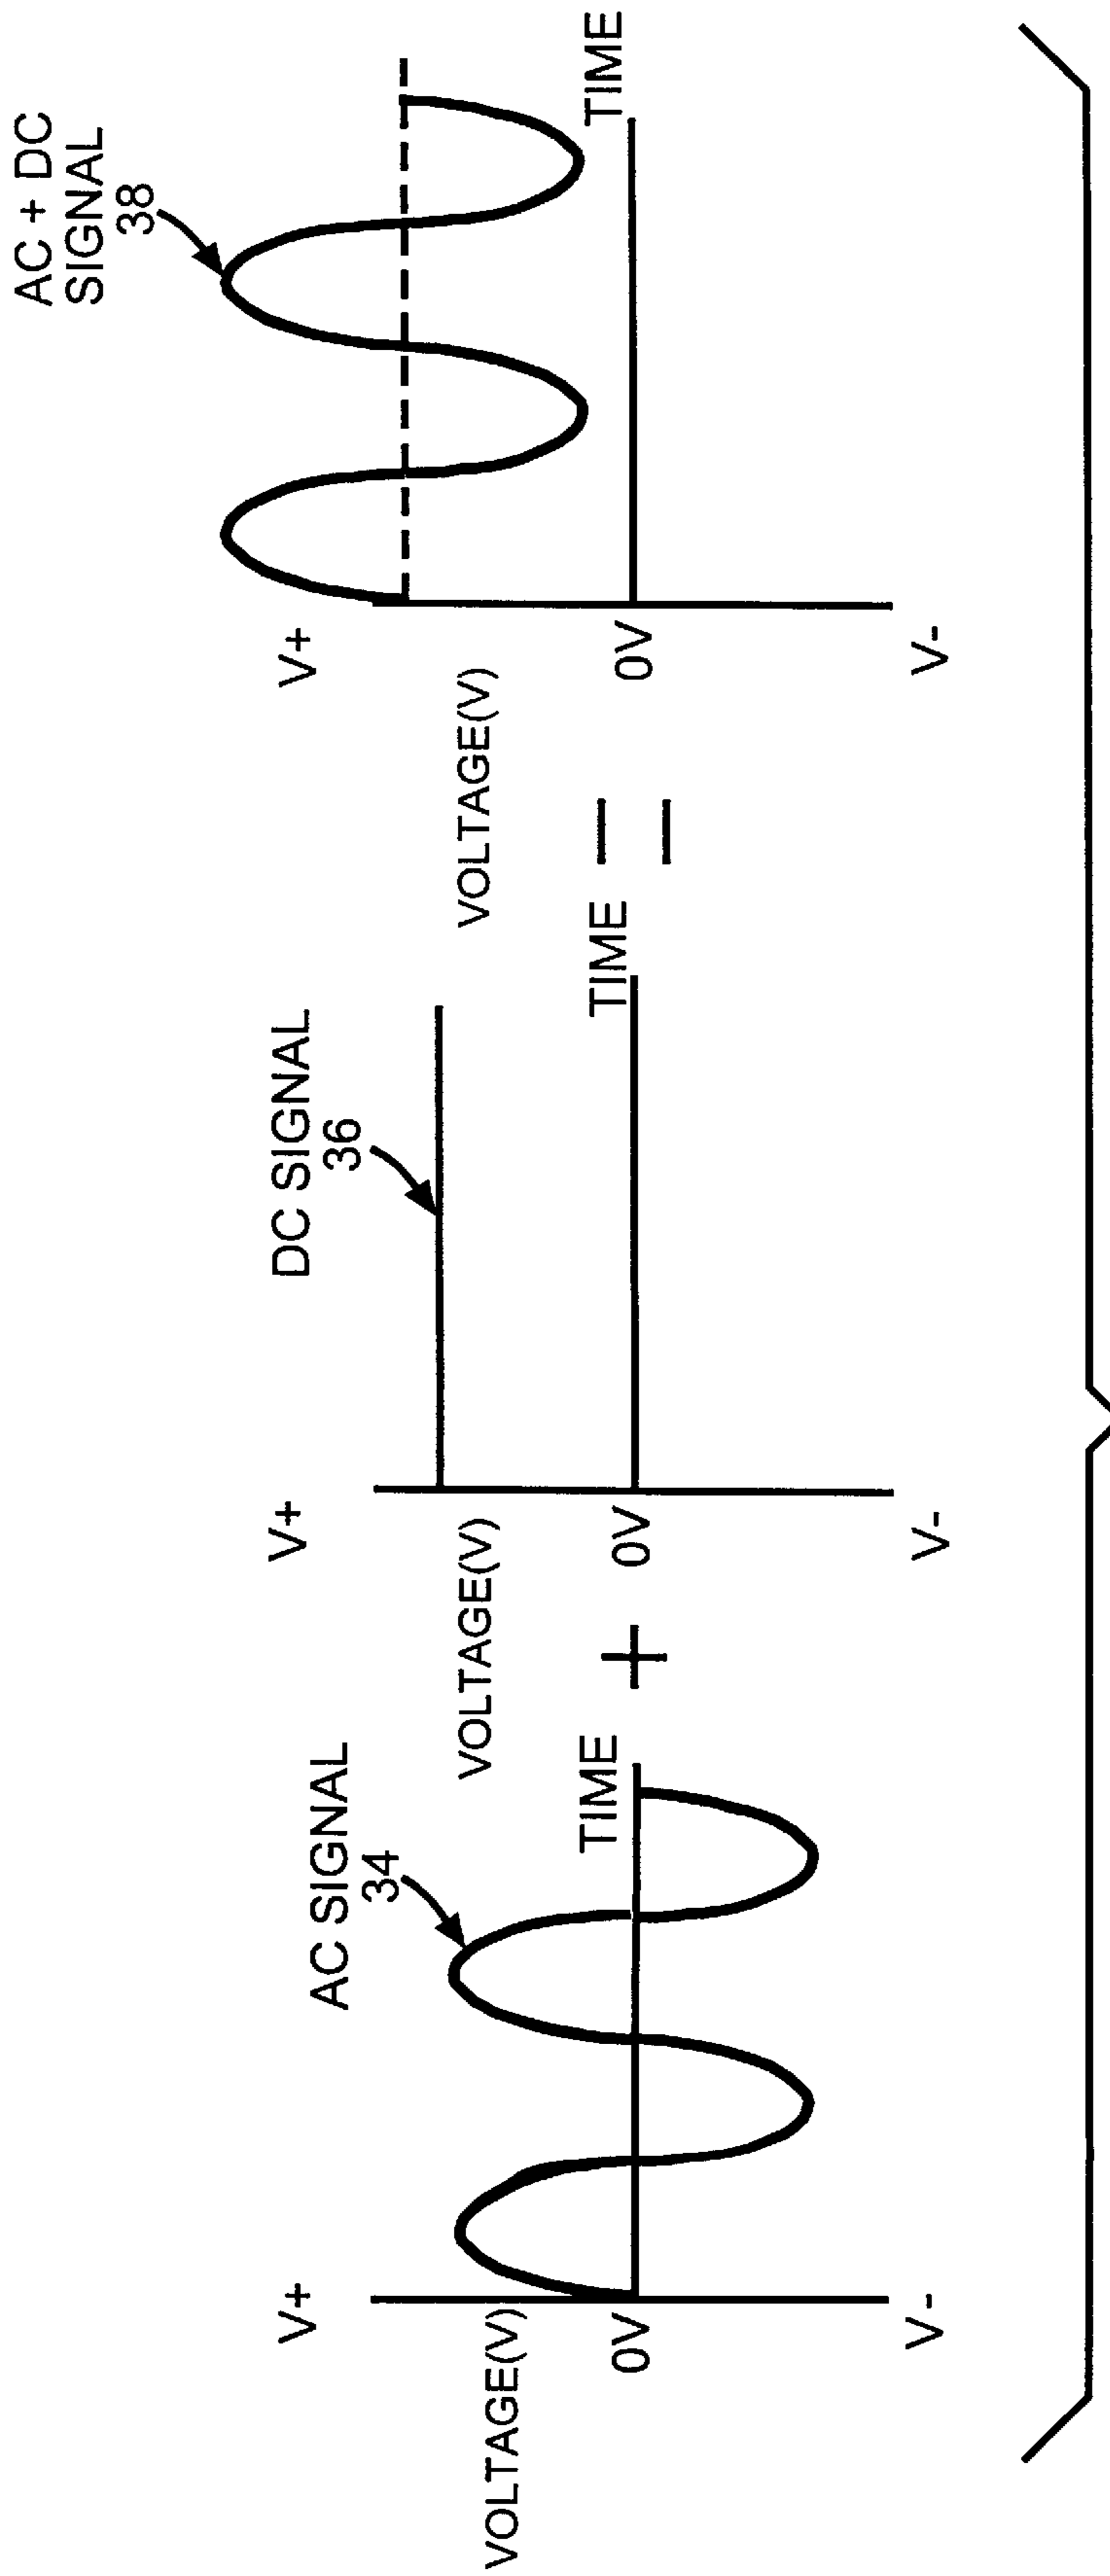 AC SIGNAL
34
V+
VOLTAGE(V)
0V
V-
TIME
+
DC SIGNAL
36
V+
VOLTAGE(V)
0V
V-
TIME
=
AC + DC
SIGNAL
38
V+
VOLTAGE(V)
0V
V-
TIME